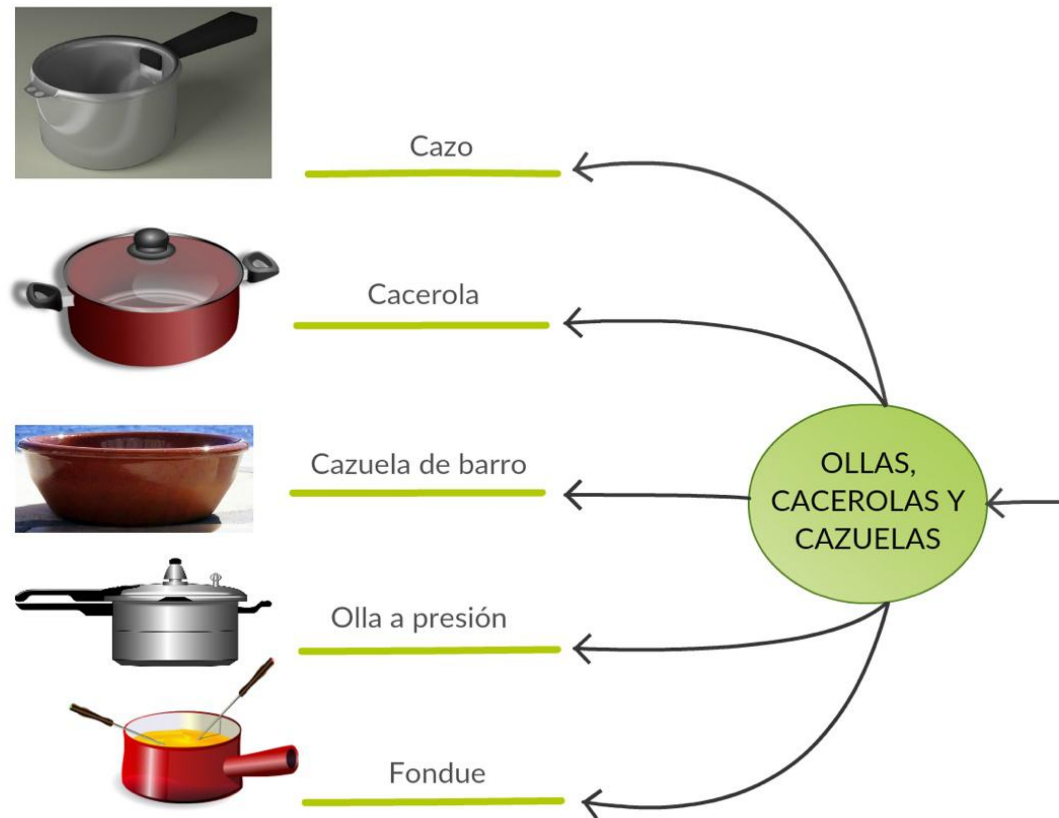 Cazo
Cacerola
Cazuela de barro
Olla a presión
Fondue
OLLAS,
CACEROLAS Y
CAZUELAS